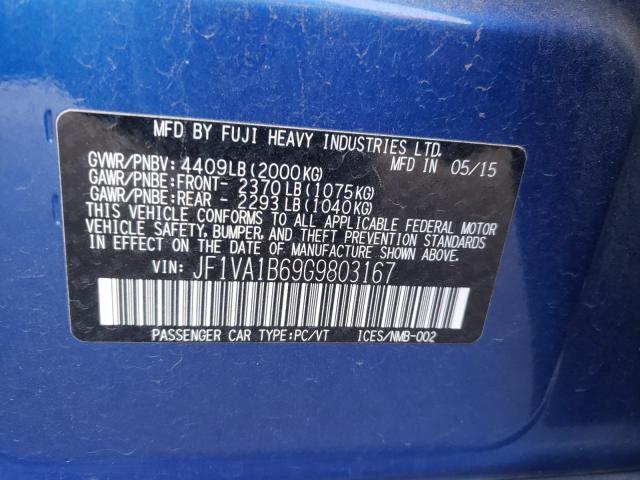 MFD BY FUJI HEAVY INDUSTRIES LTD.
GVWR/PNBV: 4409LB(2000KG) MFD IN 05/15
GAWR/PNBE:FRONT- 2370LB(1075KG)
GAWR/PNBE:REAR - 2293LB(1040KG)
THIS VEHICLE CONFORMS TO ALL APPLICABLE FEDERAL MOTOR
VEHICLE SAFETY, BUMPER, AND THEFT PREVENTION STANDARDS
IN EFFECT ON THE DATE OF MANUFACTURE SHOWN ABOVE.
VIN: JF1VA1B69G9803167
PASSENGER CAR TYPE:PC/VT ICES/NMB-002